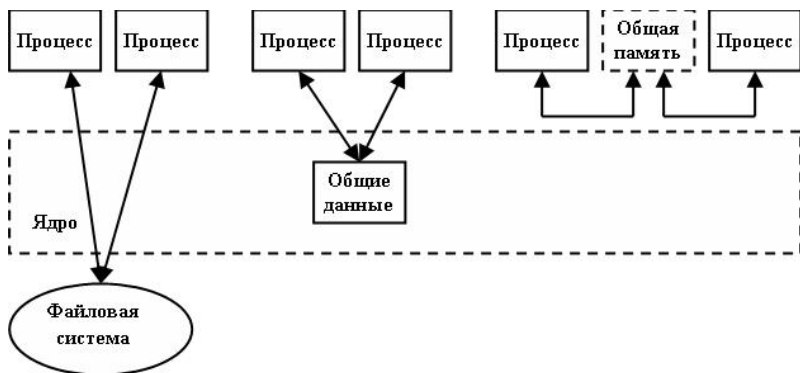 Процесс
Процесс
Процесс
Процесс
Процесс
Общая
память
Процесс
Общие
данные
Ядро
Файловая
система